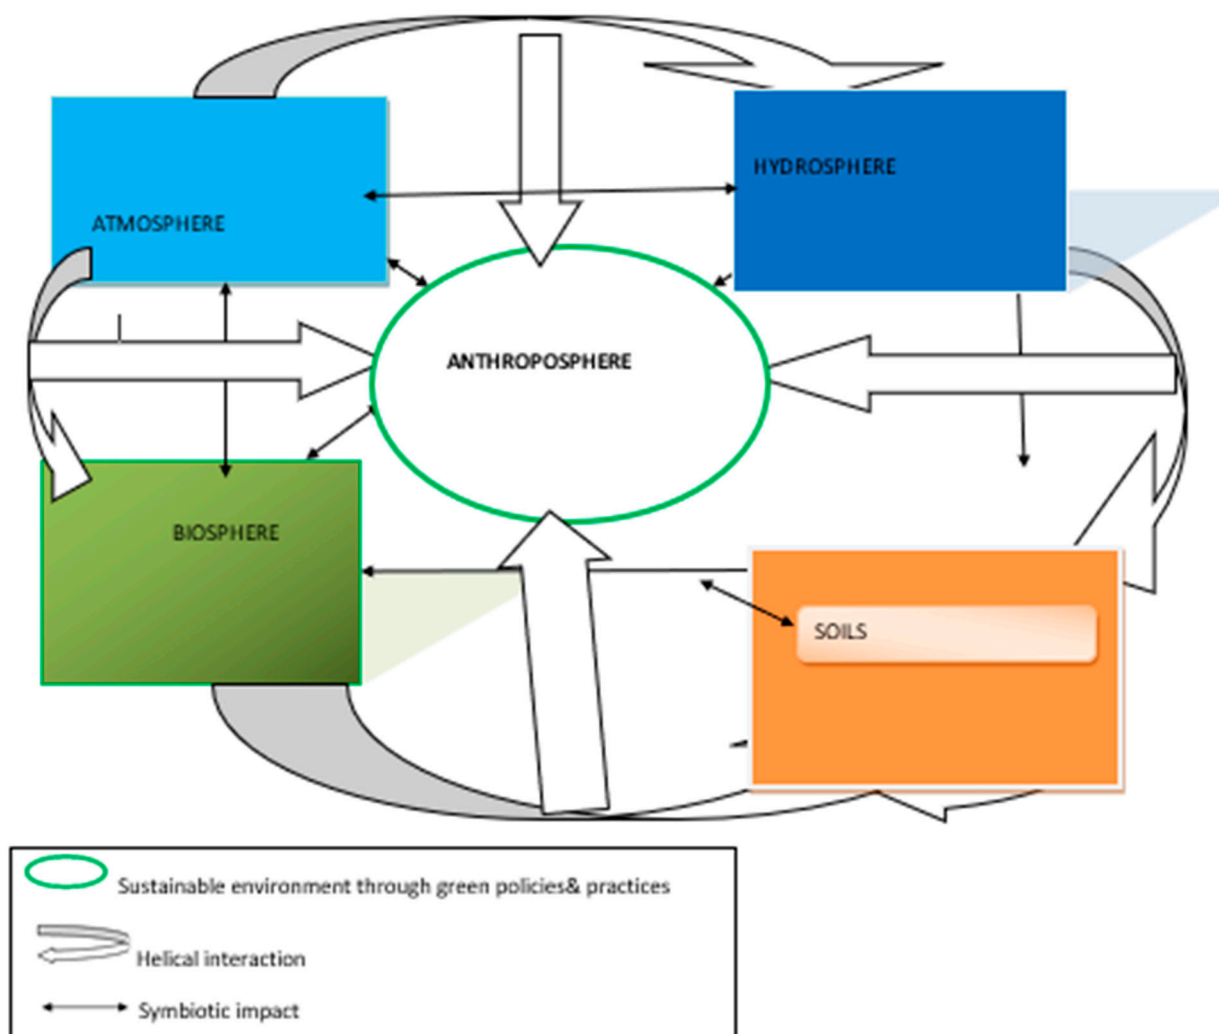 HYDROSPHERE
ATMOSPHERE
ANTHROPOSPHERE
BIOSPHERE
SOILS
Sustainable environment through green policies& practices
Helical interaction
Symbiotic impact